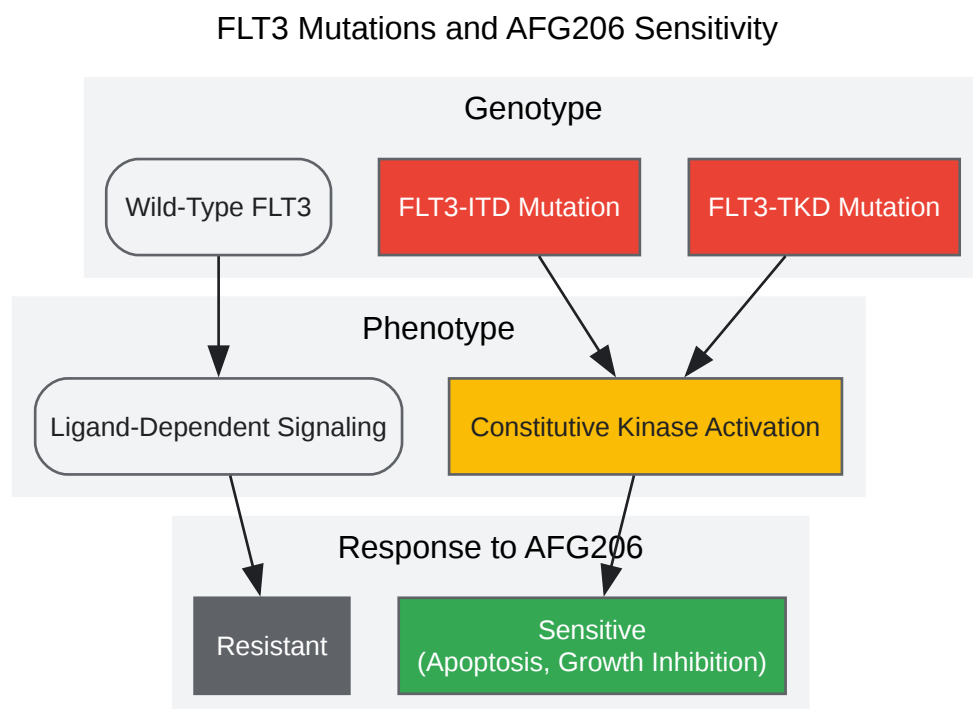 FLT3 Mutations and AFG206 Sensitivity
Genotype
Wild-Type FLT3
FLT3-ITD Mutation
FLT3-TKD Mutation
Phenotype
Ligand-Dependent Signaling
Constitutive Kinase Activation
Response to AFG206
Resistant
Sensitive
(Apoptosis, Growth Inhibition)